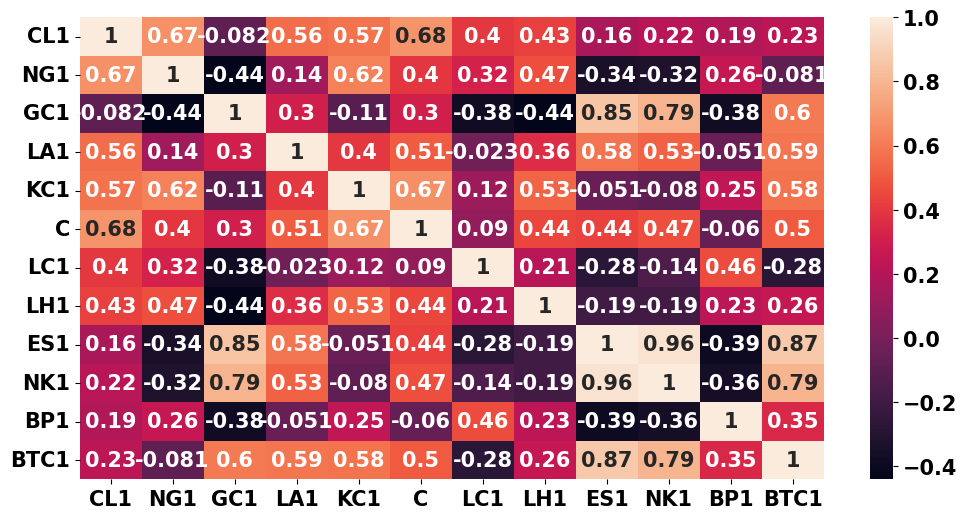 CL1 1 0.67 -0.082 0.56 0.57 0.68 0.4 0.43 0.16 0.22 0.19 0.23
NG1 0.67 1 -0.44 0.14 0.62 0.4 0.32 0.47 -0.34 -0.32 0.26 -0.081
GC1 -0.082 -0.44 1 0.3 -0.11 0.3 -0.38 -0.44 0.85 0.79 -0.38 0.6
LA1 0.56 0.14 0.3 1 0.4 0.51 -0.023 0.36 0.58 0.53 -0.051 0.59
KC1 0.57 0.62 -0.11 0.4 1 0.67 0.12 0.53 -0.051 -0.08 0.25 0.58
C 0.68 0.4 0.3 0.51 0.67 1 0.09 0.44 0.44 0.47 -0.06 0.5
LC1 0.4 0.32 -0.38 -0.023 0.12 0.09 1 0.21 -0.28 -0.14 0.46 -0.28
LH1 0.43 0.47 -0.44 0.36 0.53 0.44 0.21 1 -0.19 -0.19 0.23 0.26
ES1 0.16 -0.34 0.85 0.58 -0.051 0.44 -0.28 -0.19 1 0.96 -0.39 0.87
NK1 0.22 -0.32 0.79 0.53 -0.08 0.47 -0.14 -0.19 0.96 1 -0.36 0.79
BP1 0.19 0.26 -0.38 -0.051 0.25 -0.06 0.46 0.23 -0.39 -0.36 1 0.35
BTC1 0.23 -0.081 0.6 0.59 0.58 0.5 -0.28 0.26 0.87 0.79 0.35 1
CL1 NG1 GC1 LA1 KC1 C LC1 LH1 ES1 NK1 BP1 BTC1
1.0
0.8
0.6
0.4
0.2
0.0
−0.2
−0.4